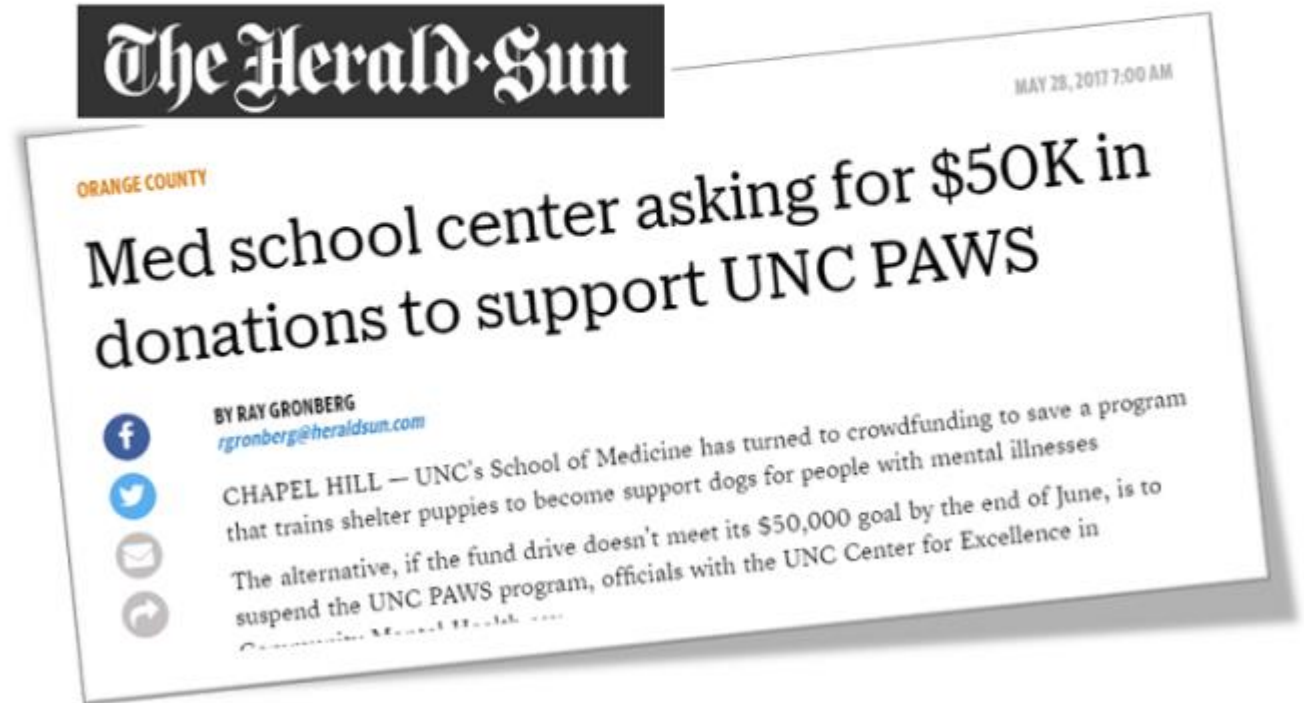 The Herald·Sun
MAY 28, 2017 7:00 AM
ORANGE COUNTY
Med school center asking for $50K in
donations to support UNC PAWS
BY RAY GRONBERG
rgronberg@heraldsun.com
CHAPEL HILL — UNC's School of Medicine has turned to crowdfunding to save a program
that trains shelter puppies to become support dogs for people with mental illnesses
The alternative, if the fund drive doesn't meet its $50,000 goal by the end of June, is to
suspend the UNC PAWS program, officials with the UNC Center for Excellence in
Community Mental Health